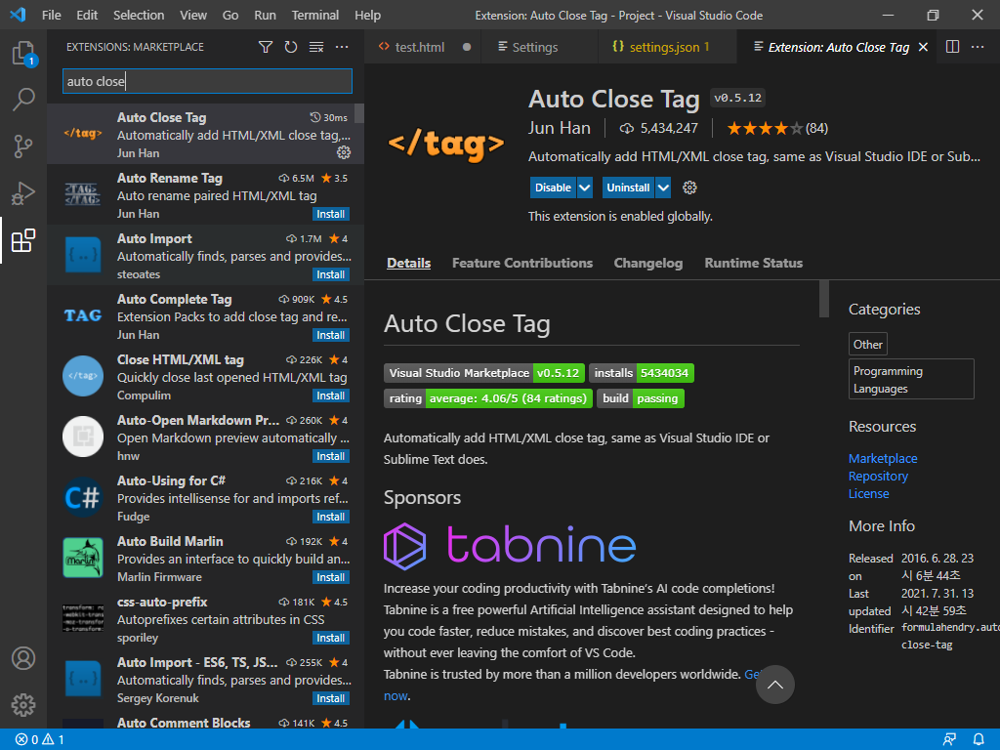 File Edit Selection View Go Run Terminal Help Extension: Auto Close Tag - Project - Visual Studio Code
EXTENSIONS: MARKETPLACE
1
auto close
</tag>
Auto Close Tag 30ms
Automatically add HTML/XML close tag,...
Jun Han
Auto Rename Tag 6.5M 3.5
Auto rename paired HTML/XML tag
Jun Han Install
Auto Import 1.7M 4
Automatically finds, parses and provides...
steoates Install
TAG
Auto Complete Tag 909K 4.5
Extension Packs to add close tag and re...
Jun Han Install
</tag>
Close HTML/XML tag 226K 4
Quickly close last opened HTML/XML tag
Compulim Install
Auto-Open Markdown Pr... 260K 4
Open Markdown preview automatically ...
hnw Install
C#
Auto-Using for C# 216K 4
Provides intellisense for and imports ref...
Fudge Install
Marlin
Auto Build Marlin 192K 4
Provides an interface to quickly build an...
Marlin Firmware Install
css-auto-prefix 181K 4.5
Autoprefixes certain attributes in CSS
sporiley Install
Auto Import - ES6, TS, JS... 255K 4
Automatically finds, parses and provides...
Sergey Korenuk Install
Auto Comment Blocks 141K 4.5
test.html Settings settings.json 1 Extension: Auto Close Tag
</tag>
Auto Close Tag v0.5.12
Jun Han 5,434,247 (84)
Automatically add HTML/XML close tag, same as Visual Studio IDE or Sub...
Disable Uninstall
This extension is enabled globally.
Details Feature Contributions Changelog Runtime Status
Auto Close Tag
Visual Studio Marketplace v0.5.12 installs 5434034
rating average: 4.06/5 (84 ratings) build passing
Automatically add HTML/XML close tag, same as Visual Studio IDE or
Sublime Text does.
Sponsors
tabnine
Increase your coding productivity with Tabnine's AI code completions!
Tabnine is a free powerful Artificial Intelligence assistant designed to help
you code faster, reduce mistakes, and discover best coding practices -
without ever leaving the comfort of VS Code.
Tabnine is trusted by more than a million developers worldwide.
now.
Categories
Other
Programming
Languages
Resources
Marketplace
Repository
License
More Info
Released 2016. 6. 28. 23
on 시 6분 44초
Last 2021. 7. 31. 13
updated 시 42분 59초
Identifier formulahendry.auto
close-tag
0 1